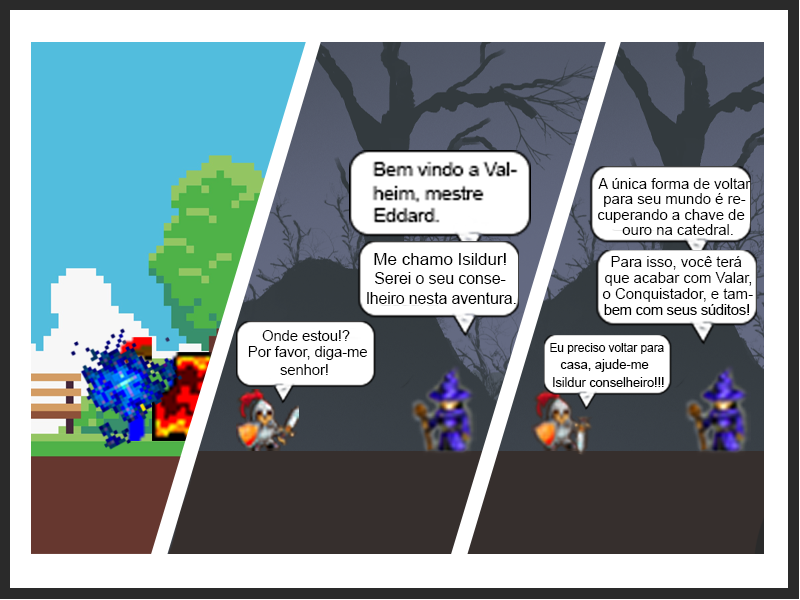 Onde estou!?
Por favor, diga-me
senhor!
Bem vindo a Val-
heim, mestre
Eddard.
Me chamo Isildur!
Serei o seu conse-
lheiro nesta aventura.
Eu preciso voltar para
casa, ajude-me
Isildur conselheiro!!!
A única forma de voltar
para seu mundo é re-
cuperando a chave de
ouro na catedral.
Para isso, você terá
que acabar com Valar,
o Conquistador, e tam-
bem com seus súditos!